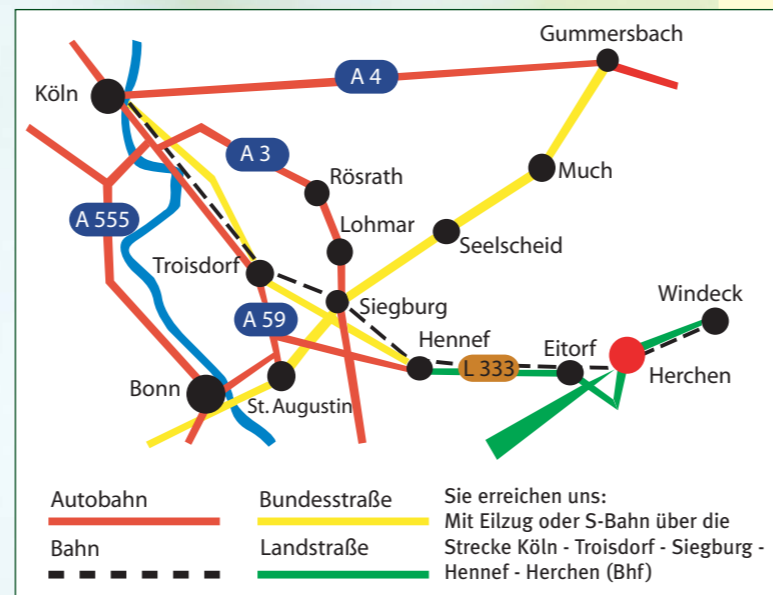 Gummersbach
Köln
A 4
A 3
Much
Rösrath
A 555
Lohmar
Seelscheid
Troisdorf
Windeck
Siegburg
A 59
Hennef
Eitorf
L 333
Herchen
Bonn
St. Augustin
Autobahn
Bundesstraße
Bahn
Landstraße
Sie erreichen uns:
Mit Eilzug oder S-Bahn über die
Strecke Köln - Troisdorf - Siegburg -
Hennef - Herchen (Bhf)